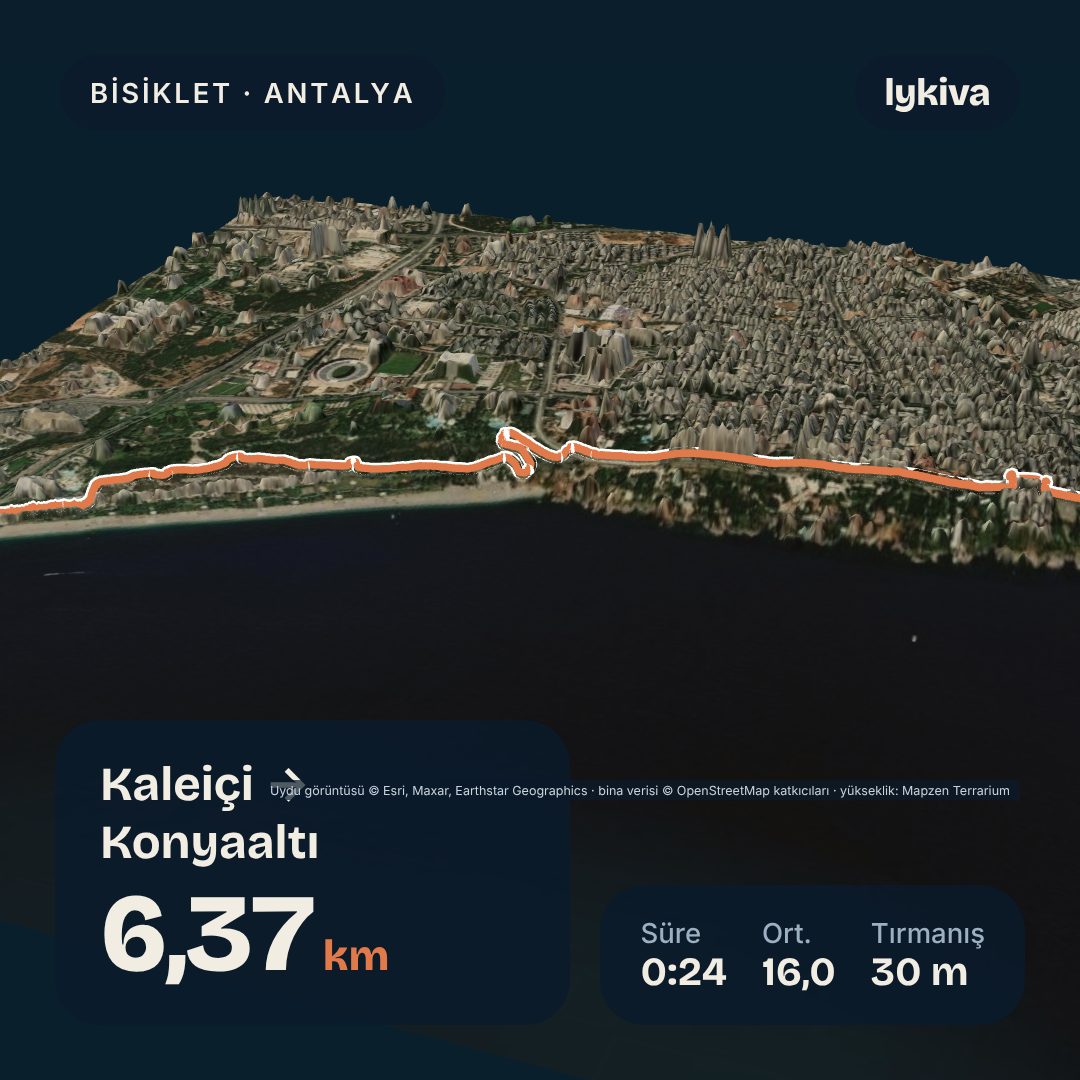 BİSİKLET · ANTALYA
lykiva
Kaleiçi →
Uydu görüntüsü © Esri, Maxar, Earthstar Geographics · bina verisi © OpenStreetMap katkıcıları · yükseklik: Mapzen Terrarium
Konyaaltı
6,37 km
Süre Ort. Tırmanış
0:24 16,0 30 m